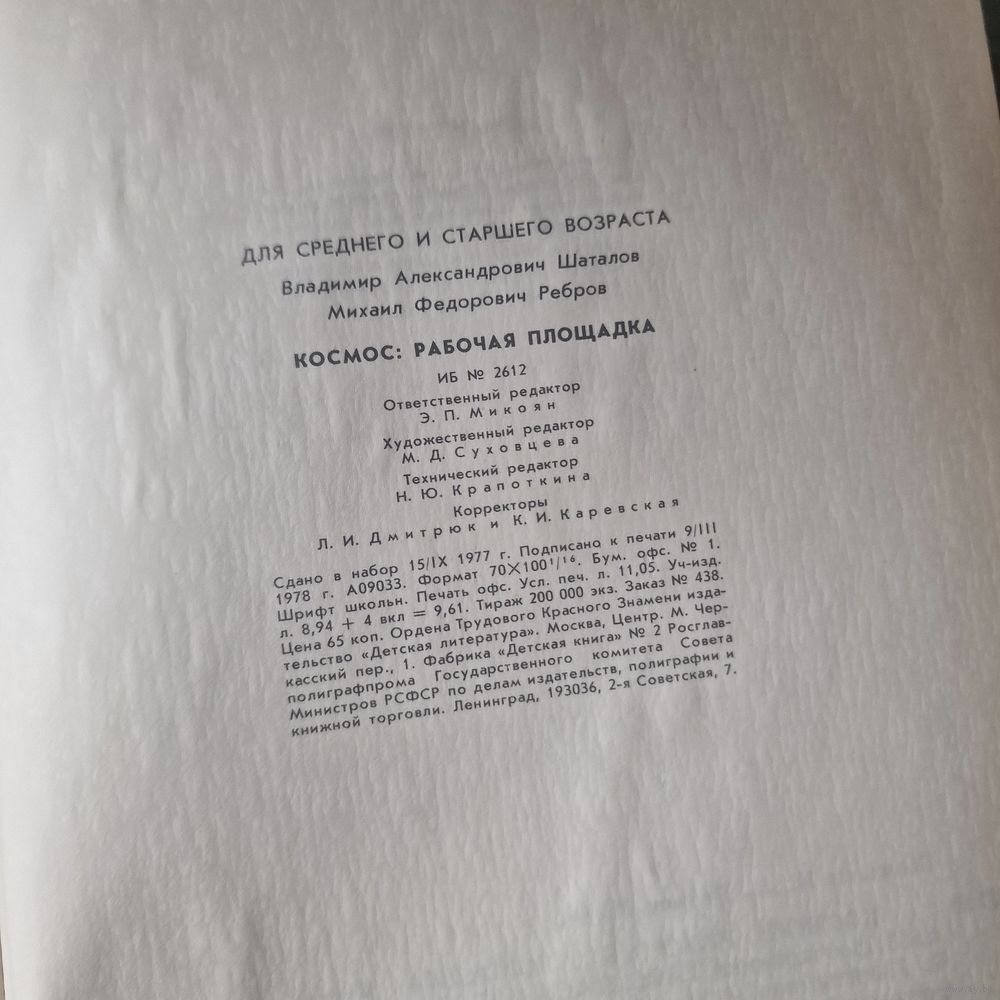 ДЛЯ СРЕДНЕГО И СТАРШЕГО ВОЗРАСТА
Владимир Александрович Шаталов
Михаил Федорович Ребров
КОСМОС: РАБОЧАЯ ПЛОЩАДКА
ИБ № 2612
Ответственный редактор
Э. П. Микоян
Художественный редактор
М. Д. Суховцева
Технический редактор
Н. Ю. Крапоткина
Корректоры
Л. И. Дмитрюк и К. И. Каревская
Сдано в набор 15/IX 1977 г. Подписано к печати 9/III
1978 г. А09033. Формат 70×100¹/₁₆. Бум. офс. № 1.
Шрифт школьн. Печать офс. Усл. печ. л. 11,05. Уч-изд.
л. 8,94 + 4 вкл = 9,61. Тираж 200 000 экз. Заказ № 438.
Цена 65 коп. Ордена Трудового Красного Знамени изда-
тельство «Детская литература». Москва, Центр. М. Чер-
касский пер., 1. Фабрика «Детская книга» № 2 Росглав-
полиграфпрома Государственного комитета Совета
Министров РСФСР по делам издательств, полиграфии и
книжной торговли. Ленинград, 193036, 2-я Советская, 7.